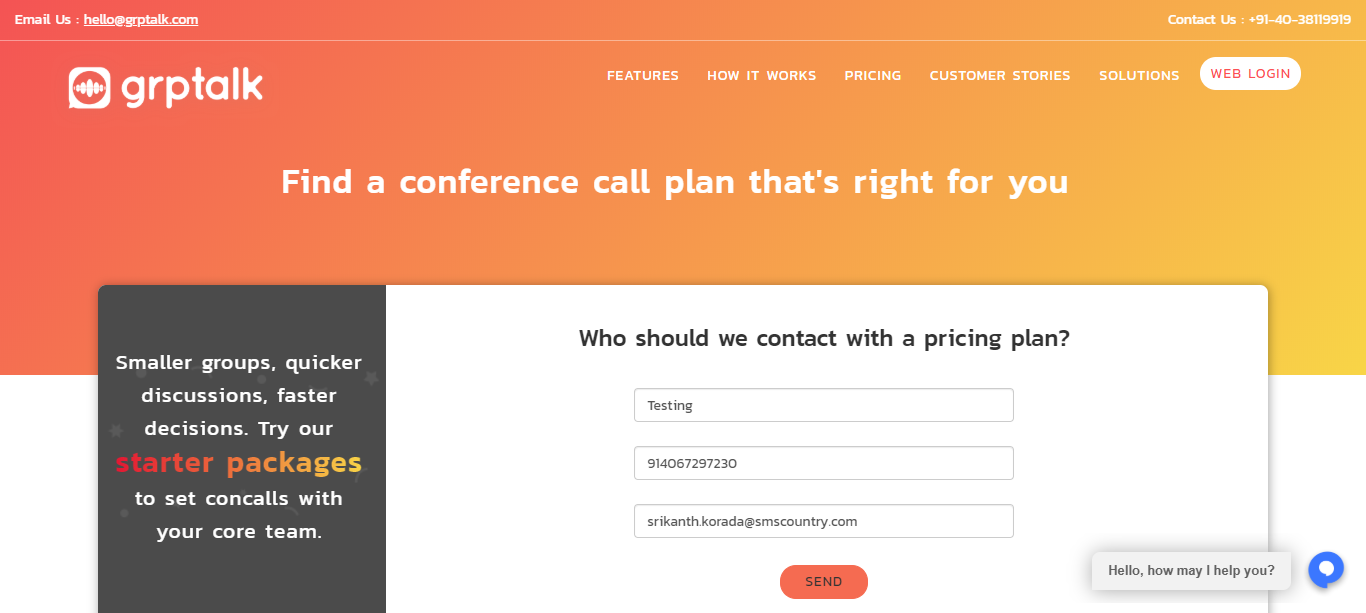 Email Us : hello@grptalk.com
Contact Us : +91-40-38119919
grptalk
FEATURES HOW IT WORKS PRICING CUSTOMER STORIES SOLUTIONS WEB LOGIN
Find a conference call plan that's right for you
Smaller groups, quicker
discussions, faster
decisions. Try our
starter packages
to set concalls with
your core team.
Who should we contact with a pricing plan?
Testing
914067297230
srikanth.korada@smscountry.com
SEND
Hello, how may I help you?